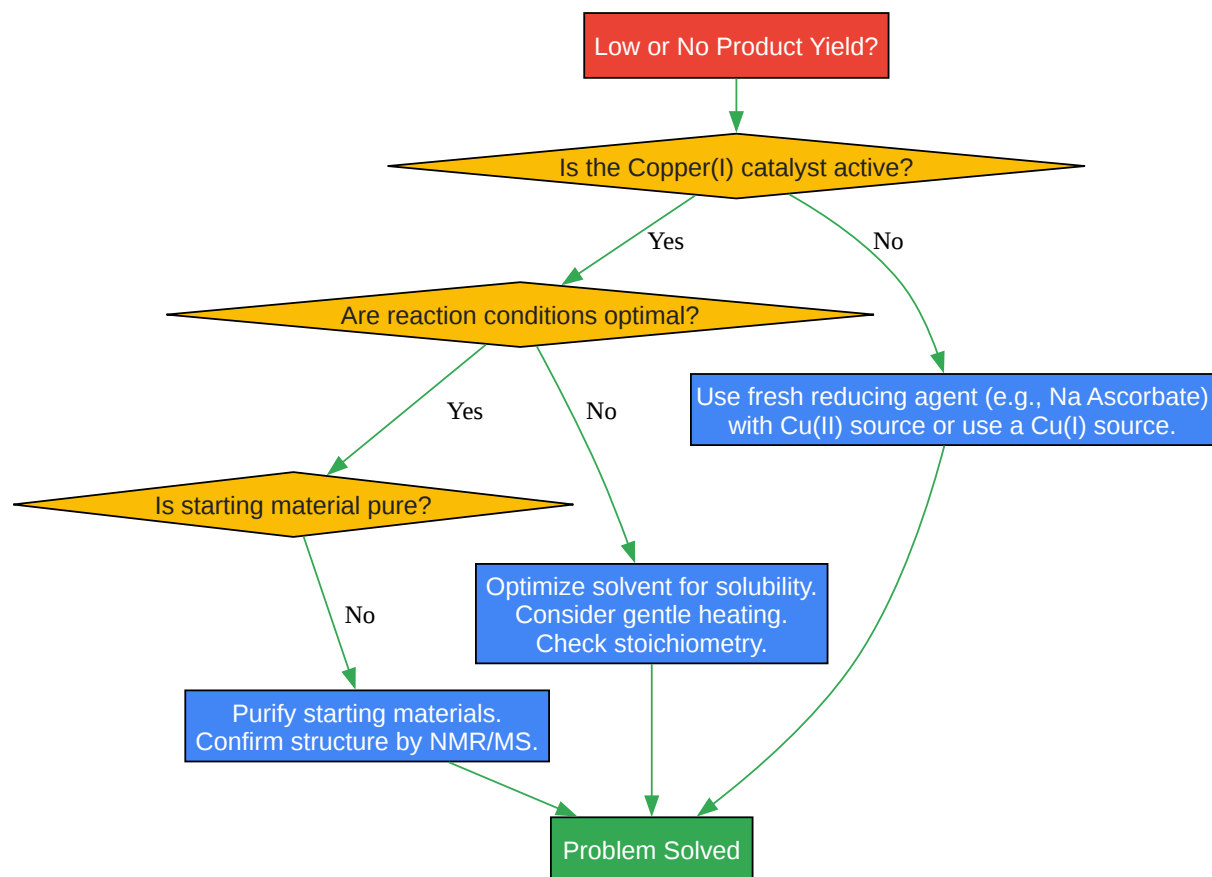 Low or No Product Yield?
Is the Copper(I) catalyst active?
Yes
No
Are reaction conditions optimal?
Use fresh reducing agent (e.g., Na Ascorbate)
with Cu(II) source or use a Cu(I) source.
Yes
No
Is starting material pure?
Optimize solvent for solubility.
Consider gentle heating.
Check stoichiometry.
No
Purify starting materials.
Confirm structure by NMR/MS.
Problem Solved